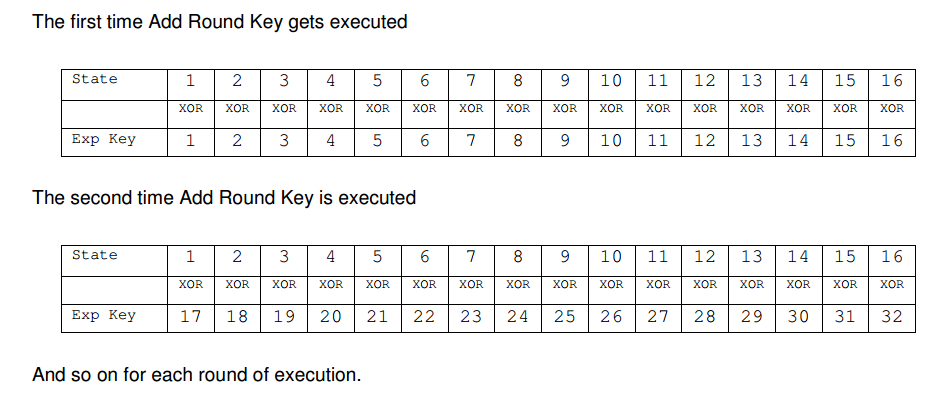 The first time Add Round Key gets executed
State 1 2 3 4 5 6 7 8 9 10 11 12 13 14 15 16
XOR XOR XOR XOR XOR XOR XOR XOR XOR XOR XOR XOR XOR XOR XOR XOR
Exp Key 1 2 3 4 5 6 7 8 9 10 11 12 13 14 15 16
The second time Add Round Key is executed
State 1 2 3 4 5 6 7 8 9 10 11 12 13 14 15 16
XOR XOR XOR XOR XOR XOR XOR XOR XOR XOR XOR XOR XOR XOR XOR XOR
Exp Key 17 18 19 20 21 22 23 24 25 26 27 28 29 30 31 32
And so on for each round of execution.